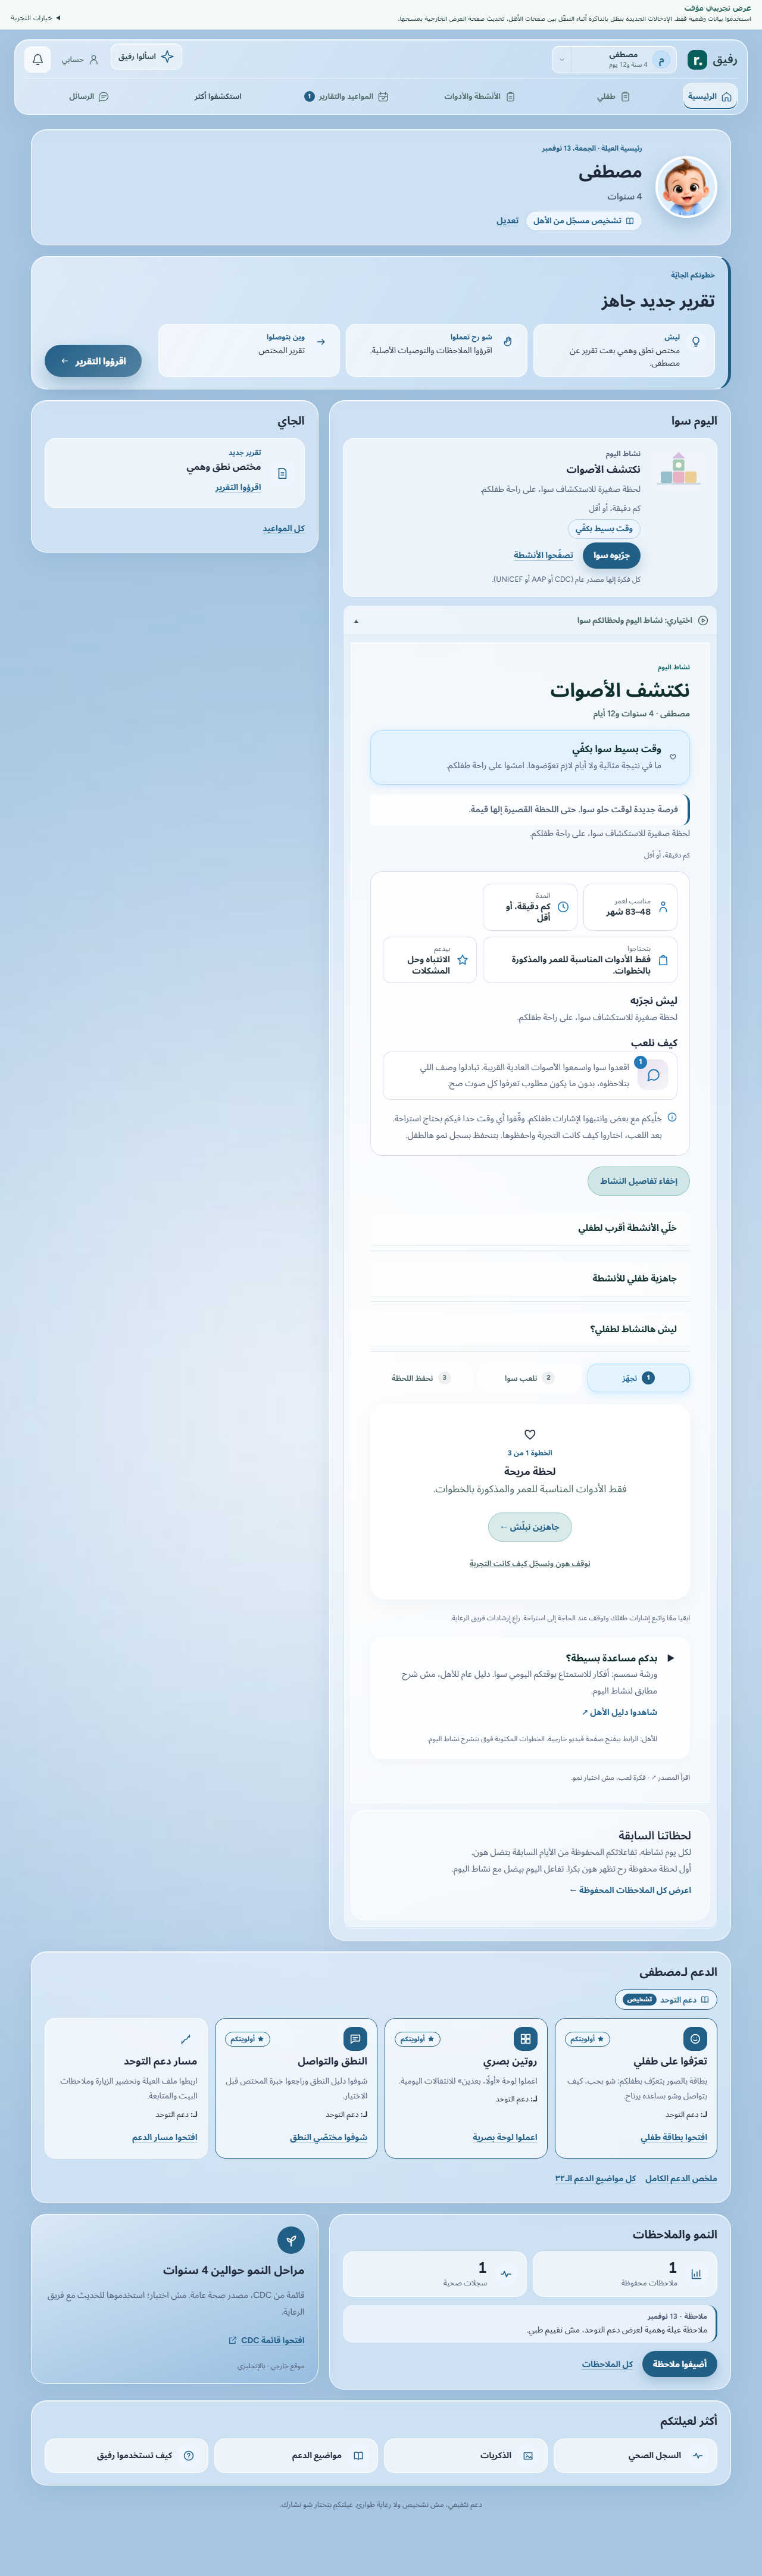 عرض تجريبي مؤقت
استخدموا بيانات وهمية فقط. الإدخالات الجديدة بتظل بالذاكرة أثناء التنقّل بين صفحات الأهل. تحديث صفحة العرض الخارجية بمسحها.
خيارات التجربة
رفيق
r.
م
مصطفى
4 سنة و12 يوم
اسألوا رفيق
حسابي
الرئيسية
طفلي
الأنشطة والأدوات
المواعيد والتقارير 1
استكشفوا أكثر
الرسائل
رئيسية العيلة · الجمعة، 13 نوفمبر
مصطفى
4 سنوات
تشخيص مسجّل من الأهل
تعديل
خطوتكم الجايّة
تقرير جديد جاهز
ليش
مختص نطق وهمي بعت تقرير عن
مصطفى.
شو رح تعملوا
اقرؤوا الملاحظات والتوصيات الأصلية.
وين بتوصلوا
تقرير المختص
اقرؤوا التقرير ←
اليوم سوا
نشاط اليوم
نكتشف الأصوات
لحظة صغيرة للاستكشاف سوا، على راحة طفلكم.
كم دقيقة، أو أقل
وقت بسيط بكفّي
جرّبوه سوا
تصفّحوا الأنشطة
كل فكرة إلها مصدر عام (CDC أو AAP أو UNICEF).
الجاي
تقرير جديد
مختص نطق وهمي
اقرؤوا التقرير
كل المواعيد
اختياري: نشاط اليوم ولحظاتكم سوا
نشاط اليوم
نكتشف الأصوات
مصطفى · 4 سنوات و12 أيام
وقت بسيط سوا بكفّي
ما في نتيجة مثالية ولا أيام لازم تعوّضوها. امشوا على راحة طفلكم.
فرصة جديدة لوقت حلو سوا. حتى اللحظة القصيرة إلها قيمة.
لحظة صغيرة للاستكشاف سوا، على راحة طفلكم.
كم دقيقة، أو أقل
مناسب لعمر
48–83 شهر
المدة
كم دقيقة، أو
أقل
بتحتاجوا
فقط الأدوات المناسبة للعمر والمذكورة
بالخطوات.
بيدعم
الانتباه وحل
المشكلات
ليش نجرّبه
لحظة صغيرة للاستكشاف سوا، على راحة طفلكم.
كيف نلعب
1
اقعدوا سوا واسمعوا الأصوات العادية القريبة. تبادلوا وصف اللي
بتلاحظوه، بدون ما يكون مطلوب تعرفوا كل صوت صح.
خلّيكم مع بعض وانتبهوا لإشارات طفلكم. وقّفوا أي وقت حدا فيكم بحتاج استراحة.
بعد اللعب، اختاروا كيف كانت التجربة واحفظوها. بتتحفظ بسجل نمو هالطفل.
إخفاء تفاصيل النشاط
خلّي الأنشطة أقرب لطفلي
جاهزية طفلي للأنشطة
ليش هالنشاط لطفلي؟
1 نجهّز
2 نلعب سوا
3 نحفظ اللحظة
الخطوة 1 من 3
لحظة مريحة
فقط الأدوات المناسبة للعمر والمذكورة بالخطوات.
جاهزين نبلّش ←
نوقف هون ونسجّل كيف كانت التجربة
ابقيا معًا واتبع إشارات طفلك وتوقف عند الحاجة إلى استراحة. راعِ إرشادات فريق الرعاية.
بدكم مساعدة بسيطة؟
ورشة سمسم: أفكار للاستمتاع بوقتكم اليومي سوا. دليل عام للأهل، مش شرح
مطابق لنشاط اليوم.
شاهدوا دليل الأهل ↗
للأهل: الرابط بيفتح صفحة فيديو خارجية. الخطوات المكتوبة فوق بتشرح نشاط اليوم.
اقرأ المصدر ↗ · فكرة لعب، مش اختبار نمو.
لحظاتنا السابقة
لكل يوم نشاطه. تفاعلاتكم المحفوظة من الأيام السابقة بتضل هون.
أول لحظة محفوظة رح تظهر هون بكرا. تفاعل اليوم بيضل مع نشاط اليوم.
اعرض كل الملاحظات المحفوظة ←
الدعم لـمصطفى
دعم التوحد تشخيص
أولويتكم
تعرّفوا على طفلي
بطاقة بالصور بتعرّف بطفلكم: شو بحب، كيف
بتواصل وشو بساعده يرتاح.
لـ: دعم التوحد
افتحوا بطاقة طفلي
أولويتكم
روتين بصري
اعملوا لوحة «أولًا، بعدين» للانتقالات اليومية.
لـ: دعم التوحد
اعملوا لوحة بصرية
أولويتكم
النطق والتواصل
شوفوا دليل النطق وراجعوا خبرة المختص قبل
الاختيار.
لـ: دعم التوحد
شوفوا مختصّي النطق
مسار دعم التوحد
اربطوا ملف العيلة وتحضير الزيارة وملاحظات
البيت والمتابعة.
لـ: دعم التوحد
افتحوا مسار الدعم
ملخص الدعم الكامل
كل مواضيع الدعم الـ٣٢
النمو والملاحظات
1
ملاحظات محفوظة
1
سجلات صحية
ملاحظة · 13 نوفمبر
ملاحظة عيلة وهمية لعرض دعم التوحد، مش تقييم طبي.
أضيفوا ملاحظة
كل الملاحظات
مراحل النمو حوالين 4 سنوات
قائمة من CDC، مصدر صحة عامة. مش اختبار؛ استخدموها للحديث مع فريق
الرعاية.
افتحوا قائمة CDC
موقع خارجي · بالإنجليزي
أكثر لعيلتكم
السجل الصحي
الذكريات
مواضيع الدعم
كيف تستخدموا رفيق
دعم تثقيفي، مش تشخيص ولا رعاية طوارئ. عيلتكم بتختار شو تشارك.